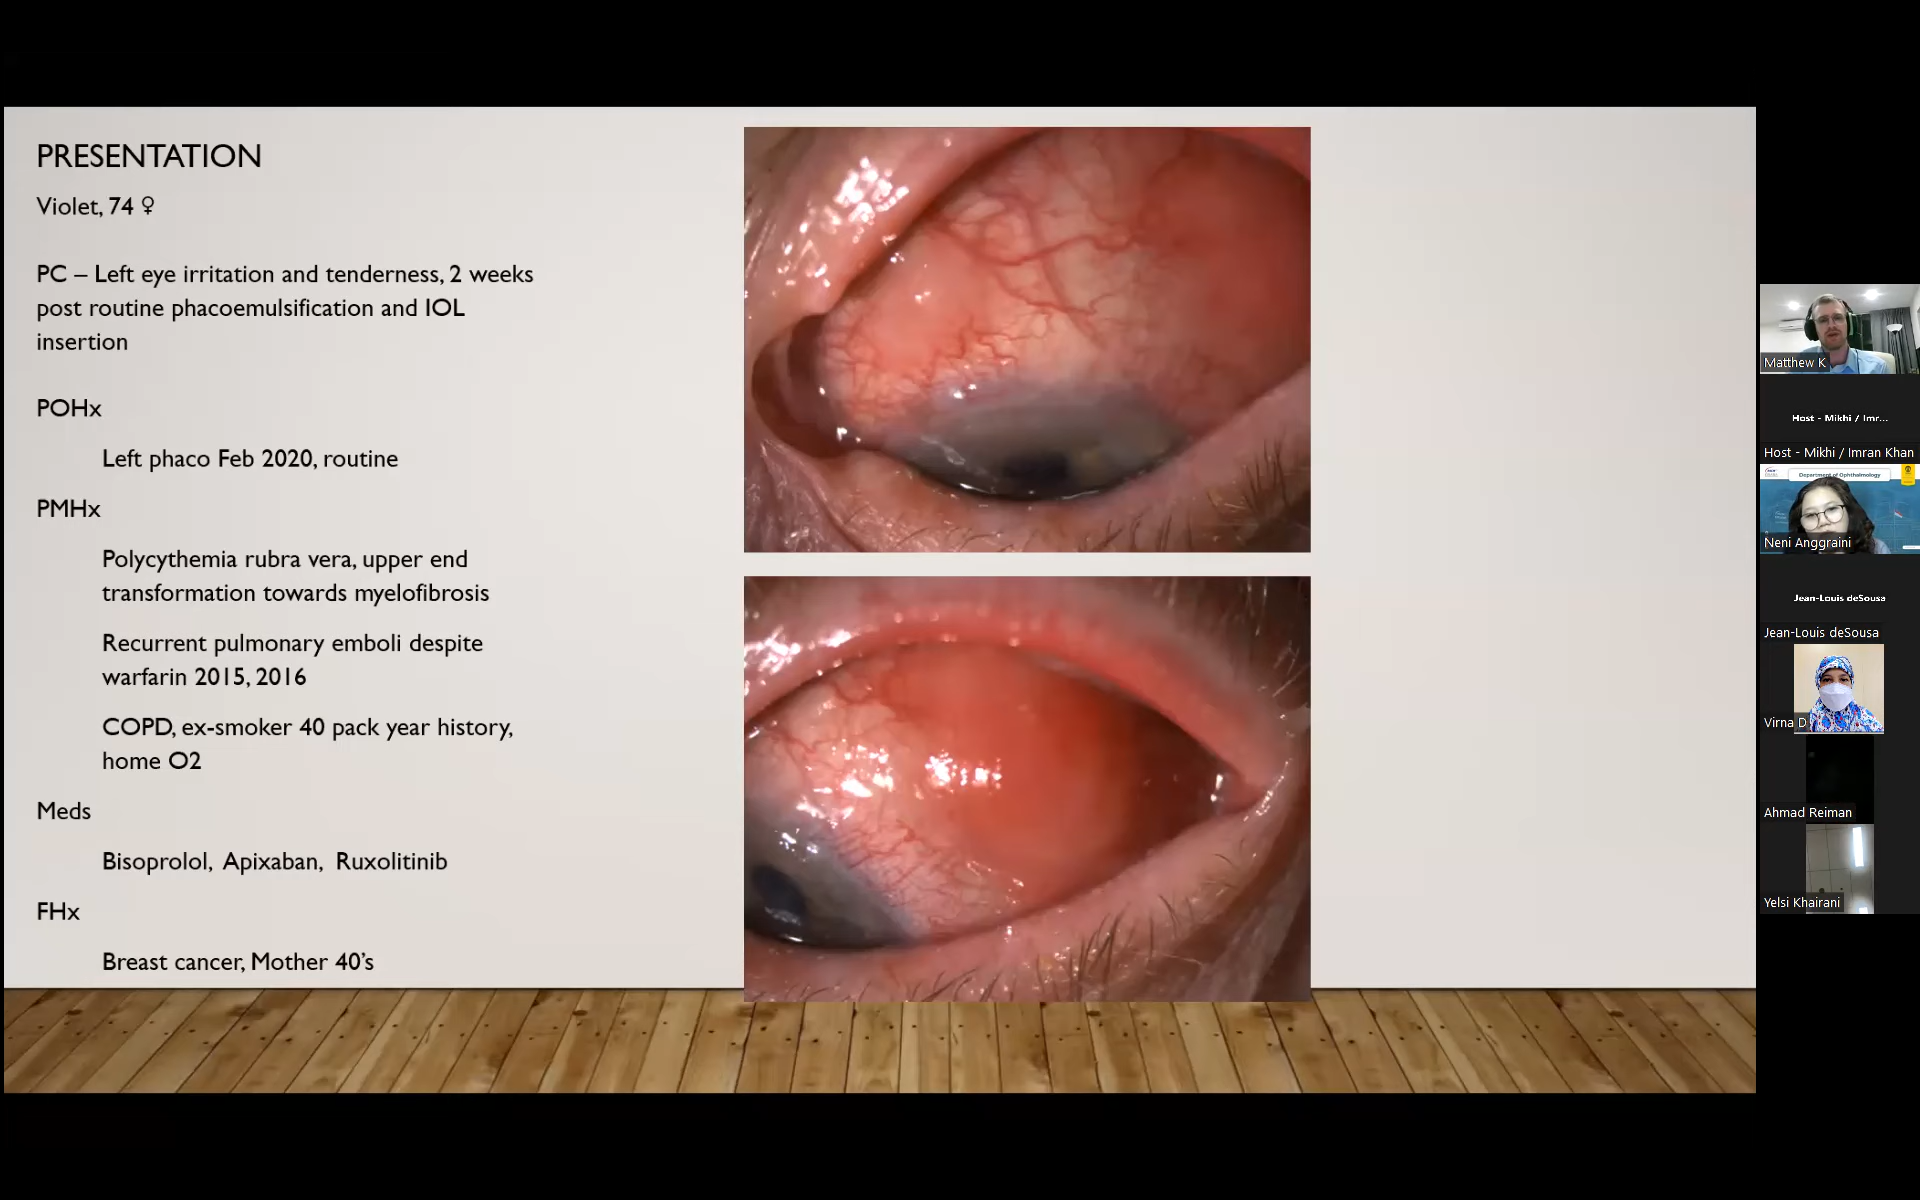 PRESENTATION
Violet, 74 ♀
PC – Left eye irritation and tenderness, 2 weeks
post routine phacoemulsification and IOL
insertion
POHx
Left phaco Feb 2020, routine
PMHx
Polycythemia rubra vera, upper end
transformation towards myelofibrosis
Recurrent pulmonary emboli despite
warfarin 2015, 2016
COPD, ex-smoker 40 pack year history,
home O2
Meds
Bisoprolol, Apixaban, Ruxolitinib
FHx
Breast cancer, Mother 40's
Matthew K
Host - Mikhi / Imr...
Host - Mikhi / Imran Khan
Department of Ophthalmology
Neni Anggraini
Jean-Louis deSousa
Jean-Louis deSousa
Virna D
Ahmad Reiman
Yelsi Khairani